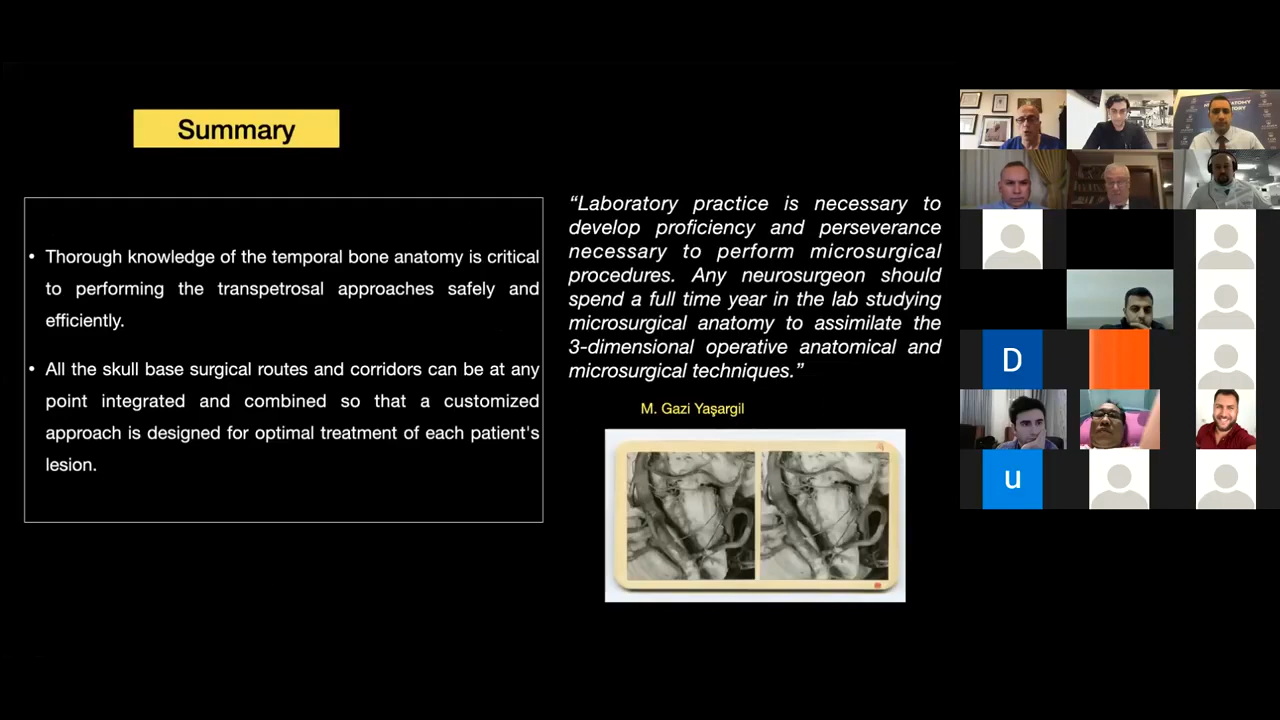 Summary
• Thorough knowledge of the temporal bone anatomy is critical
to performing the transpetrosal approaches safely and
efficiently.
• All the skull base surgical routes and corridors can be at any
point integrated and combined so that a customized
approach is designed for optimal treatment of each patient's
lesion.
“Laboratory practice is necessary to
develop proficiency and perseverance
necessary to perform microsurgical
procedures. Any neurosurgeon should
spend a full time year in the lab studying
microsurgical anatomy to assimilate the
3-dimensional operative anatomical and
microsurgical techniques.”
M. Gazi Yaşargil
D
u